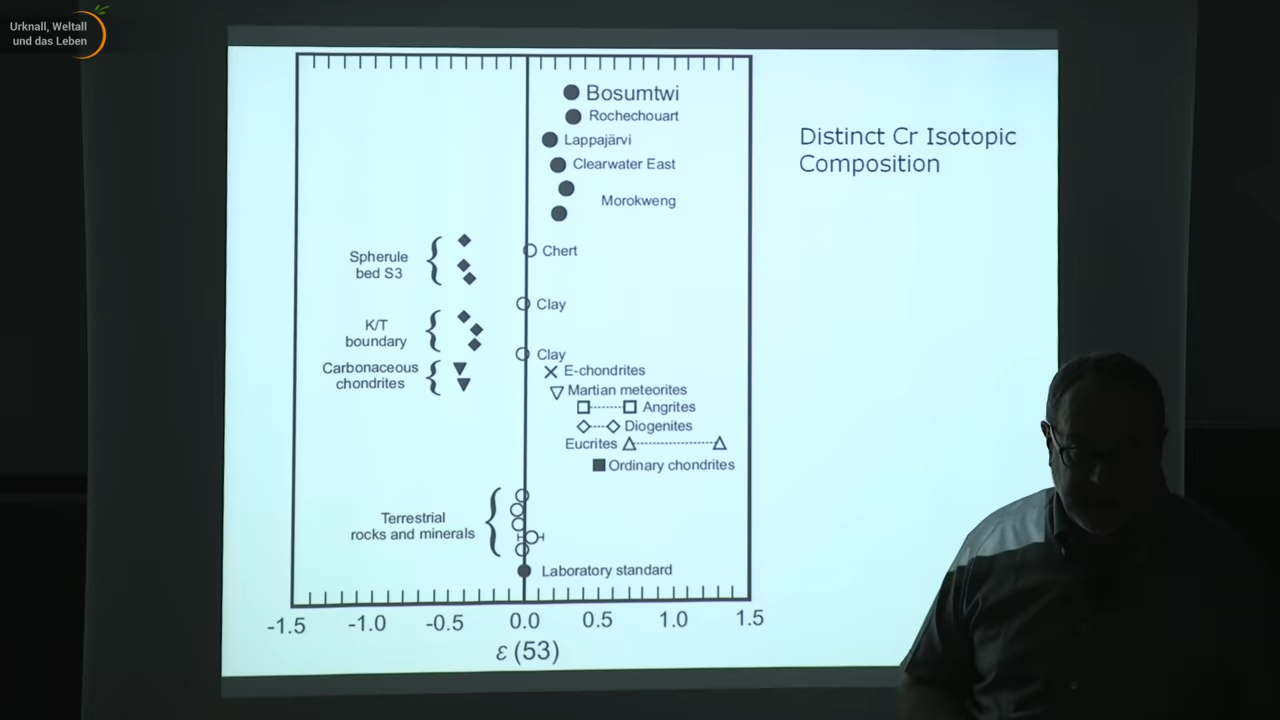 Urknall, Weltall
und das Leben
Distinct Cr Isotopic
Composition
Bosumtwi
Rochechouart
Lappajärvi
Clearwater East
Morokweng
Spherule
bed S3
Chert
Clay
K/T
boundary
Clay
Carbonaceous
chondrites
E-chondrites
Martian meteorites
Angrites
Diogenites
Eucrites
Ordinary chondrites
Terrestrial
rocks and minerals
Laboratory standard
-1.5 -1.0 -0.5 0.0 0.5 1.0 1.5
ε (53)